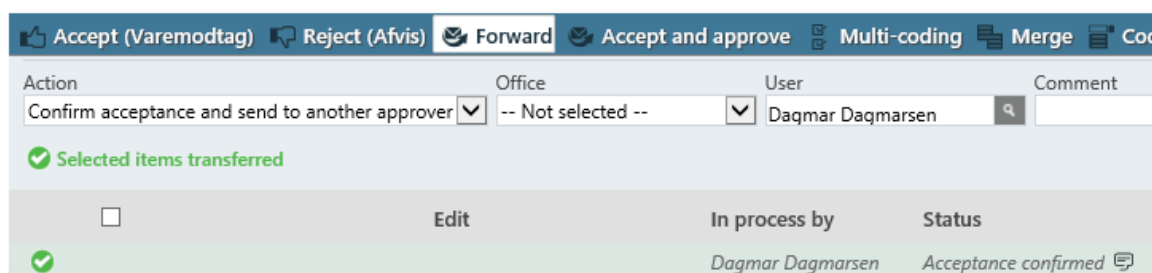 Accept (Varemodtag) Reject (Afvis) Forward Accept and approve Multi-coding Merge
Action Office User Comment
Confirm acceptance and send to another approver -- Not selected -- Dagmar Dagmarsen
Selected items transferred
Edit In process by Status
Dagmar Dagmarsen Acceptance confirmed